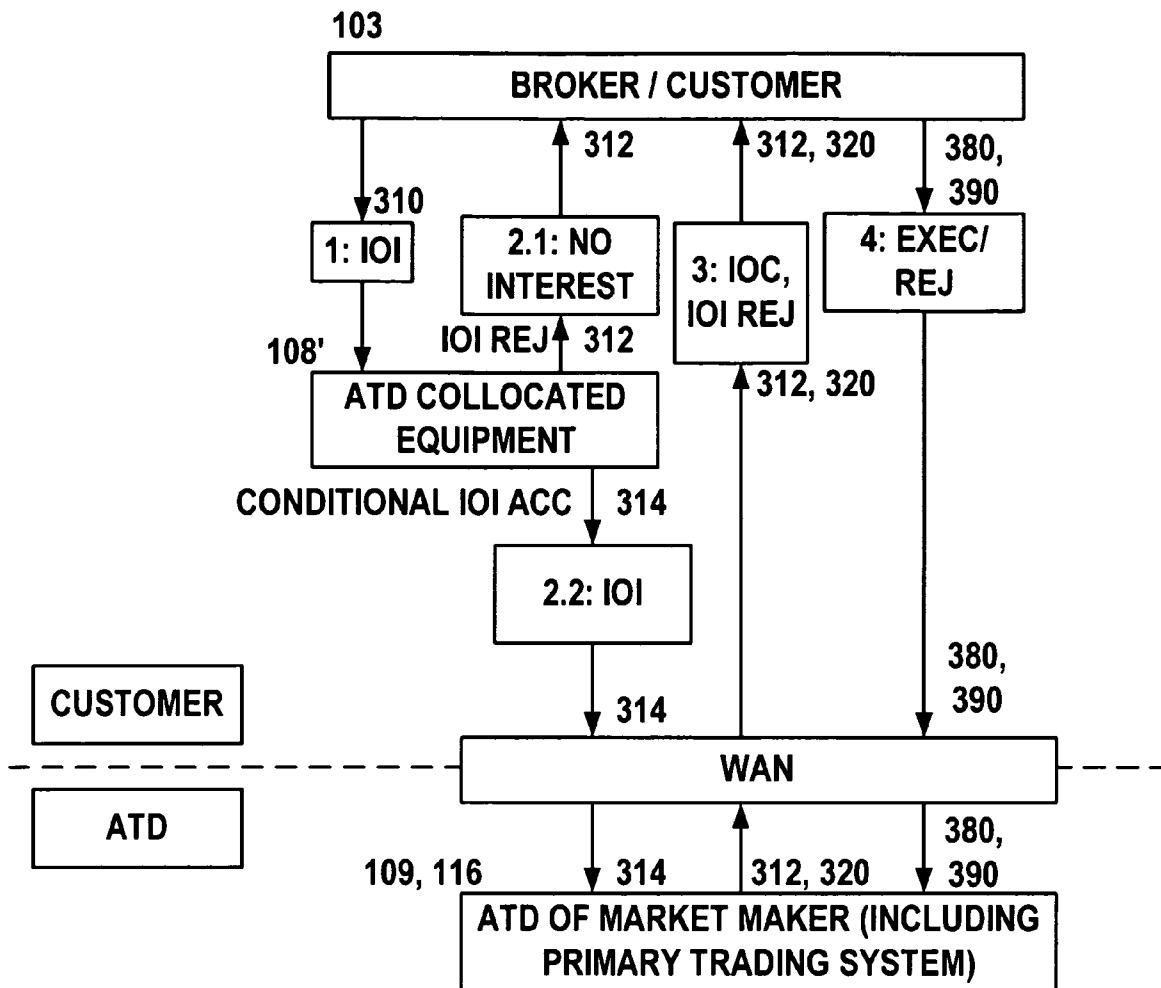 103
BROKER / CUSTOMER
312
312, 320
380,
390
310
1: IOI
2.1: NO
INTEREST
3: IOC,
IOI REJ
4: EXEC/
REJ
IOI REJ
312
108'
312, 320
ATD COLLOCATED
EQUIPMENT
CONDITIONAL IOI ACC
314
2.2: IOI
380,
390
CUSTOMER
314
WAN
ATD
380,
390
109, 116
314
312, 320
ATD OF MARKET MAKER (INCLUDING
PRIMARY TRADING SYSTEM)